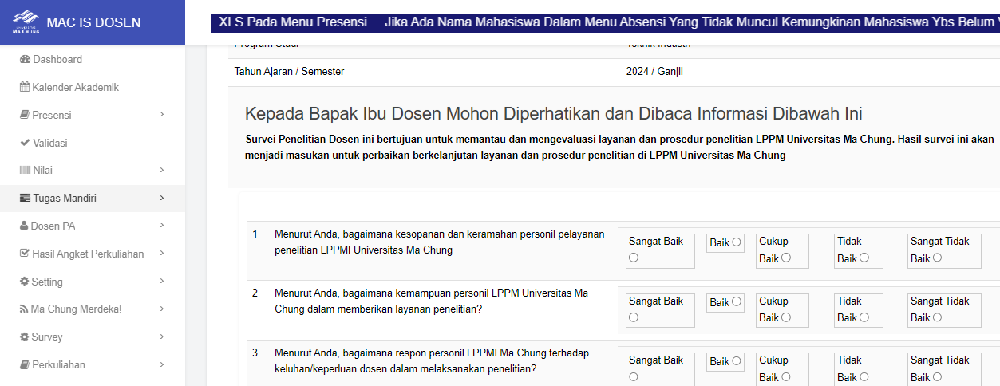 UNIVERSITAS
MA CHUNG
MAC IS DOSEN
.XLS Pada Menu Presensi. Jika Ada Nama Mahasiswa Dalam Menu Absensi Yang Tidak Muncul Kemungkinan Mahasiswa Ybs Belum
Dashboard
Kalender Akademik
Presensi
Validasi
Nilai
Tugas Mandiri
Dosen PA
Hasil Angket Perkuliahan
Setting
Ma Chung Merdeka!
Survey
Perkuliahan
Program Studi Teknik Industri
Tahun Ajaran / Semester 2024 / Ganjil
Kepada Bapak Ibu Dosen Mohon Diperhatikan dan Dibaca Informasi Dibawah Ini
Survei Penelitian Dosen ini bertujuan untuk memantau dan mengevaluasi layanan dan prosedur penelitian LPPM Universitas Ma Chung. Hasil survei ini akan
menjadi masukan untuk perbaikan berkelanjutan layanan dan prosedur penelitian di LPPM Universitas Ma Chung
1 Menurut Anda, bagaimana kesopanan dan keramahan personil pelayanan
penelitian LPPMI Universitas Ma Chung
Sangat Baik
Baik
Cukup
Baik
Tidak
Baik
Sangat Tidak
Baik
2 Menurut Anda, bagaimana kemampuan personil LPPM Universitas Ma
Chung dalam memberikan layanan penelitian?
Sangat Baik
Baik
Cukup
Baik
Tidak
Baik
Sangat Tidak
Baik
3 Menurut Anda, bagaimana respon personil LPPMI Ma Chung terhadap
keluhan/keperluan dosen dalam melaksanakan penelitian?
Sangat Baik
Baik
Cukup
Baik
Tidak
Baik
Sangat Tidak
Baik